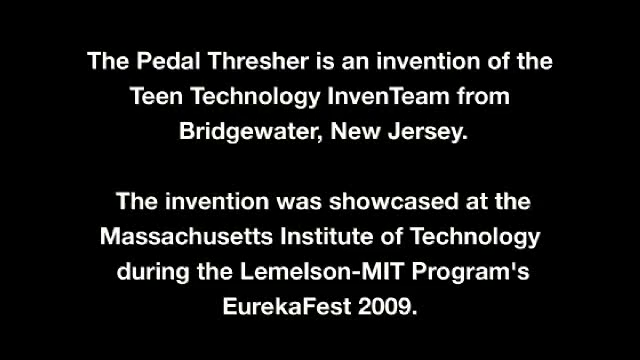 The Pedal Thresher is an invention of the
Teen Technology InvenTeam from
Bridgewater, New Jersey.
The invention was showcased at the
Massachusetts Institute of Technology
during the Lemelson-MIT Program's
EurekaFest 2009.